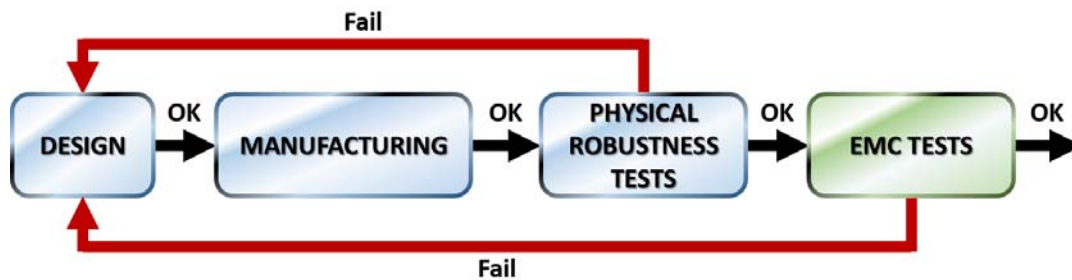 Fail
DESIGN
OK
MANUFACTURING
OK
PHYSICAL
ROBUSTNESS
TESTS
OK
EMC TESTS
OK
Fail